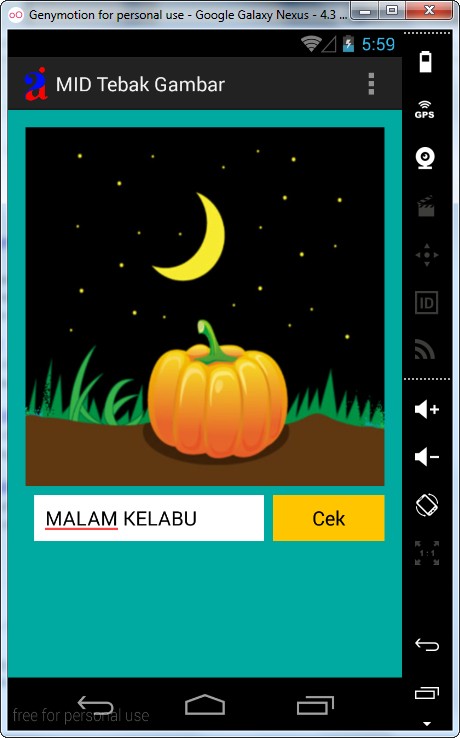 Genymotion for personal use - Google Galaxy Nexus - 4.3 ...
5:59
MID Tebak Gambar
GPS
ID
MALAM KELABU
Cek
1:1
free for personal use